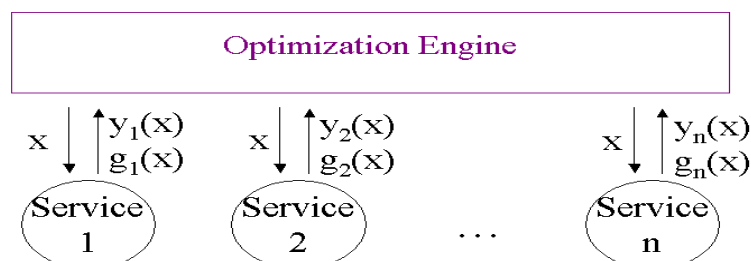 Optimization Engine
x y₁(x) x y₂(x) x yₙ(x)
g₁(x) g₂(x) gₙ(x)
Service Service Service
1 2 ... n